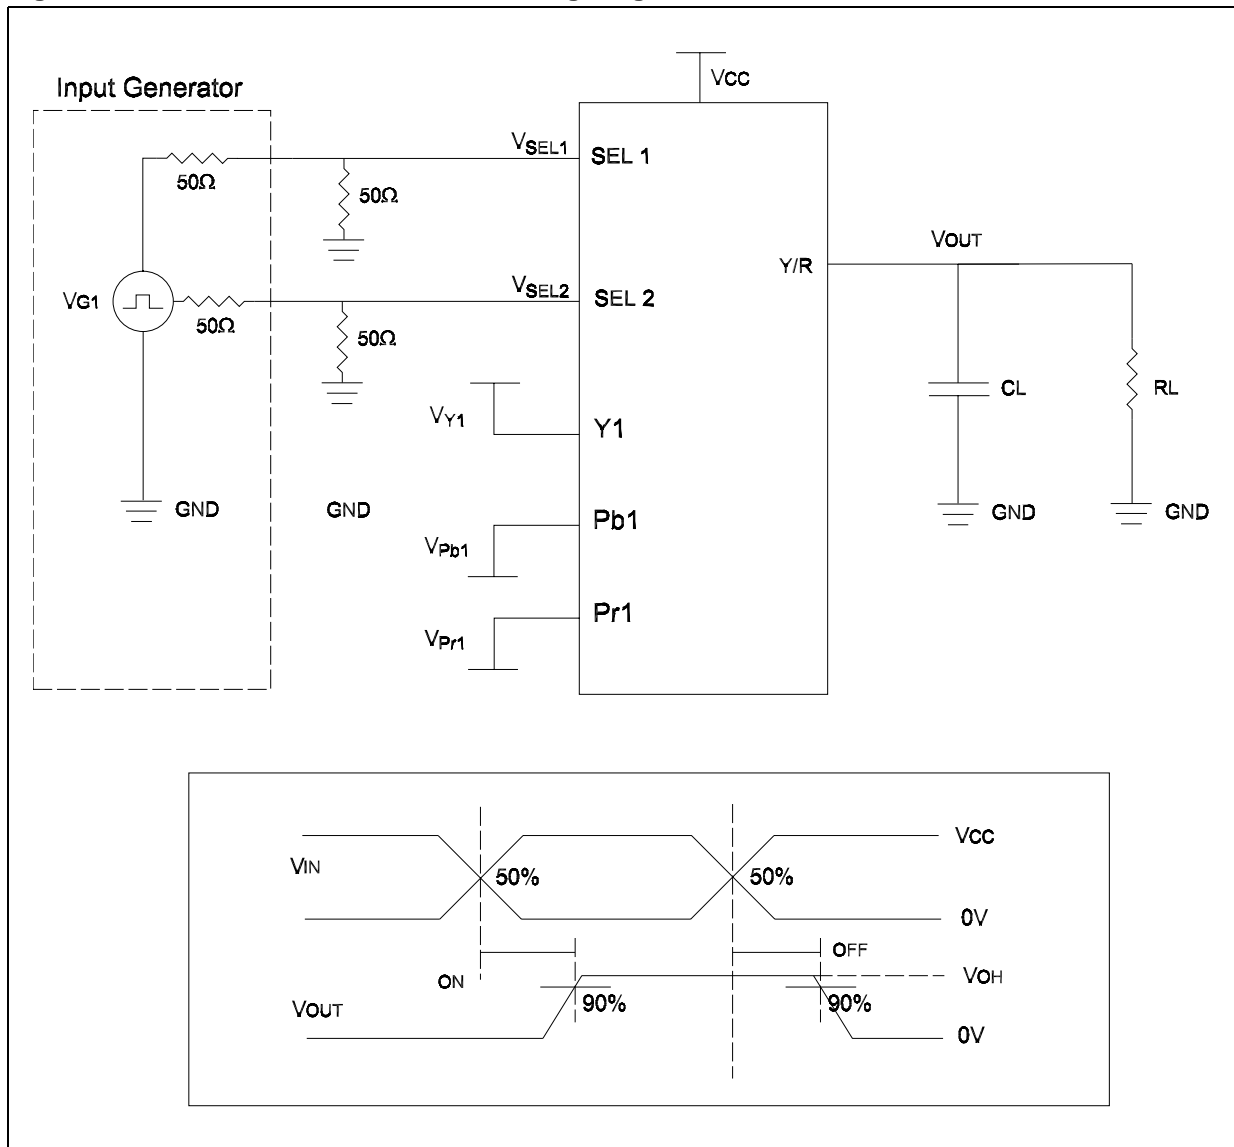 Input Generator
VCC
VSEL1
SEL 1
50Ω
50Ω
VOUT
Y/R
VG1
VSEL2
SEL 2
50Ω
50Ω
CL
RL
VY1
Y1
GND
GND
GND
GND
Pb1
VPb1
Pr1
VPr1
VCC
VIN
50%
50%
0V
OFF
ON
VOH
VOUT
90%
90%
0V